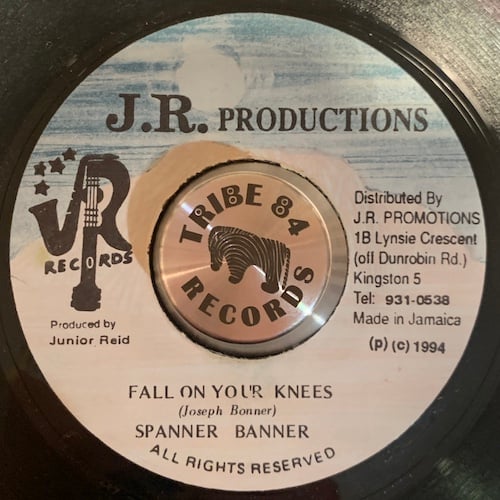 J.R. PRODUCTIONS
JR
RECORDS
Produced by
Junior Reid
TRIBE 84
RECORDS
Distributed By
J.R. PROMOTIONS
1B Lynsie Crescent
(off Dunrobin Rd.)
Kingston 5
Tel: 931-0538
Made in Jamaica
(p) (c) 1994
FALL ON YOUR KNEES
(Joseph Bonner)
SPANNER BANNER
ALL RIGHTS RESERVED